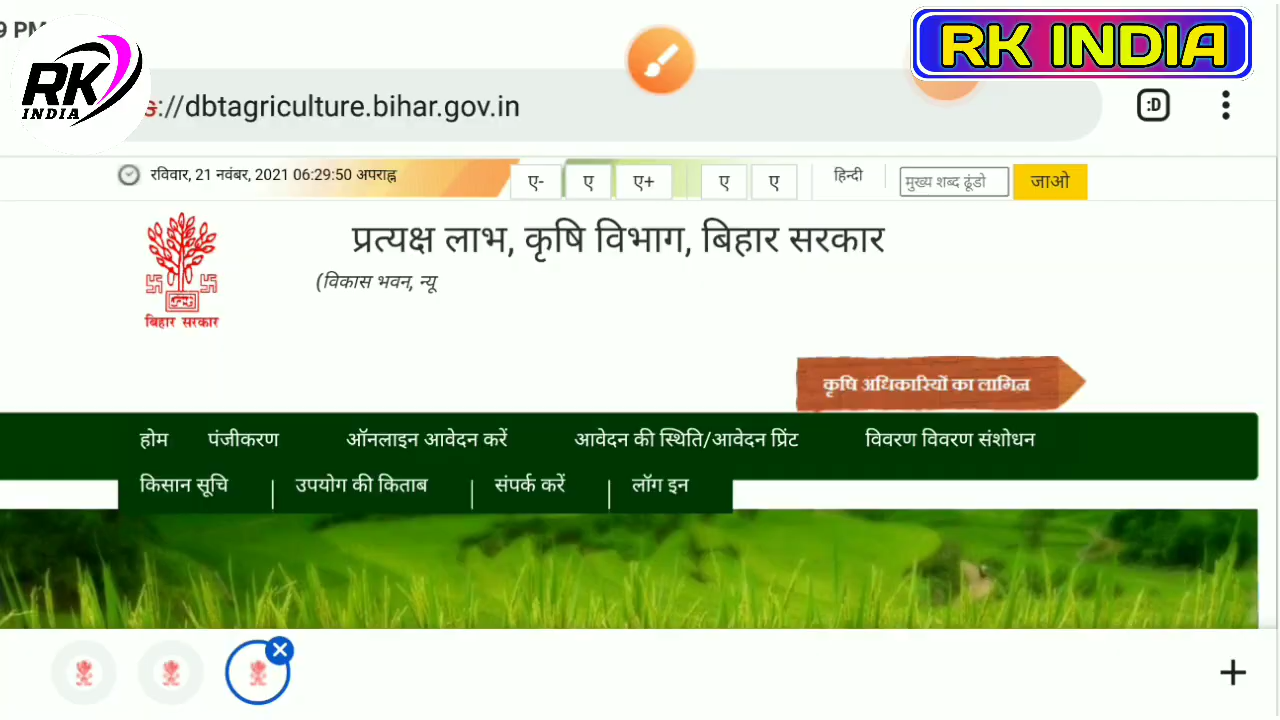 9 PM
RK
INDIA
RK INDIA
://dbtagriculture.bihar.gov.in
:D
रविवार, 21 नवंबर, 2021 06:29:50 अपराह्न
ए- ए ए+ ए ए हिन्दी मुख्य शब्द ढूंढो जाओ
प्रत्यक्ष लाभ, कृषि विभाग, बिहार सरकार
(विकास भवन, न्यू
बिहार सरकार
कृषि अधिकारियों का लागिन
होम पंजीकरण ऑनलाइन आवेदन करें आवेदन की स्थिति/आवेदन प्रिंट विवरण विवरण संशोधन
किसान सूचि उपयोग की किताब संपर्क करें लॉग इन